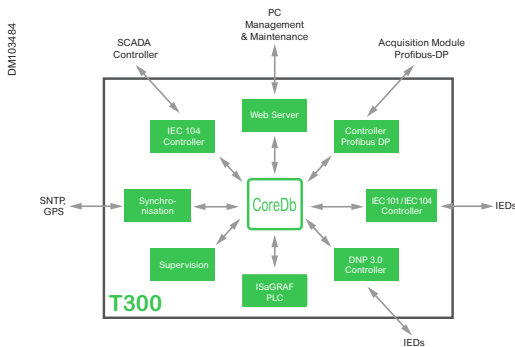 DM103484
PC
Management
& Maintenance
SCADA
Controller
Acquisition Module
Profibus-DP
Web Server
IEC 104
Controller
Controller
Profibus DP
SNTP,
GPS
Synchro-
nisation
CoreDb
IEC 101 / IEC 104
Controller
IEDs
Supervision
ISaGRAF
PLC
DNP 3.0
Controller
T300
IEDs